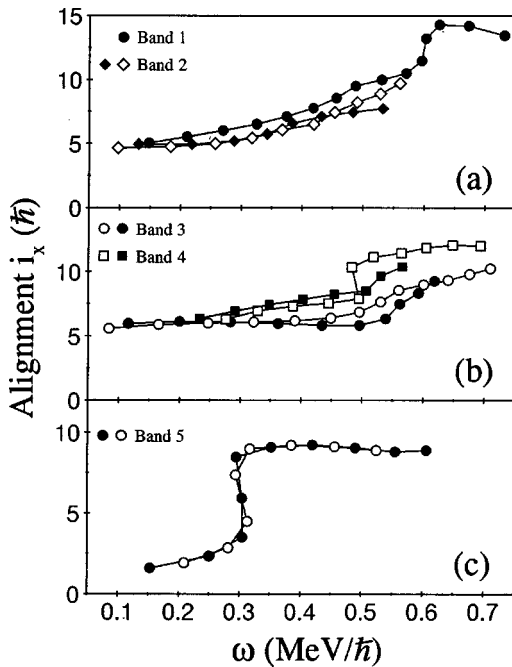 15
Band 1
Band 2
10
5
(a)
0
Band 3
Band 4
10
5
(b)
0
Alignment iₓ (ħ)
Band 5
10
5
(c)
0
0.1 0.2 0.3 0.4 0.5 0.6 0.7
ω (MeV/ħ)